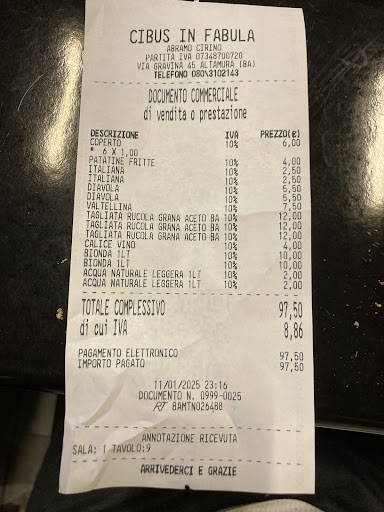 CIBUS IN FABULA
ABRAMO CIRINO
PARTITA IVA 07348700720
VIA GRAVINA 45 ALTAMURA (BA)
TELEFONO 080\3102143
DOCUMENTO COMMERCIALE
di vendita o prestazione
DESCRIZIONE IVA PREZZO(€)
COPERTO 10% 6,00
* 6 X 1,00
PATATINE FRITTE 10% 4,00
ITALIANA 10% 2,50
ITALIANA 10% 2,50
DIAVOLA 10% 5,50
DIAVOLA 10% 5,50
VALTELLINA 10% 7,50
TAGLIATA RUCOLA GRANA ACETO BA 10% 12,00
TAGLIATA RUCOLA GRANA ACETO BA 10% 12,00
TAGLIATA RUCOLA GRANA ACETO BA 10% 12,00
CALICE VINO 10% 4,00
BIONDA 1LT 10% 10,00
BIONDA 1LT 10% 10,00
ACQUA NATURALE LEGGERA 1LT 10% 2,00
ACQUA NATURALE LEGGERA 1LT 10% 2,00
TOTALE COMPLESSIVO 97,50
di cui IVA 8,86
PAGAMENTO ELETTRONICO 97,50
IMPORTO PAGATO 97,50
11/01/2025 23:16
DOCUMENTO N. 0999-0025
RT 8AMTN026488
ANNOTAZIONE RICEVUTA
SALA: 1 TAVOLO:9
ARRIVEDERCI E GRAZIE